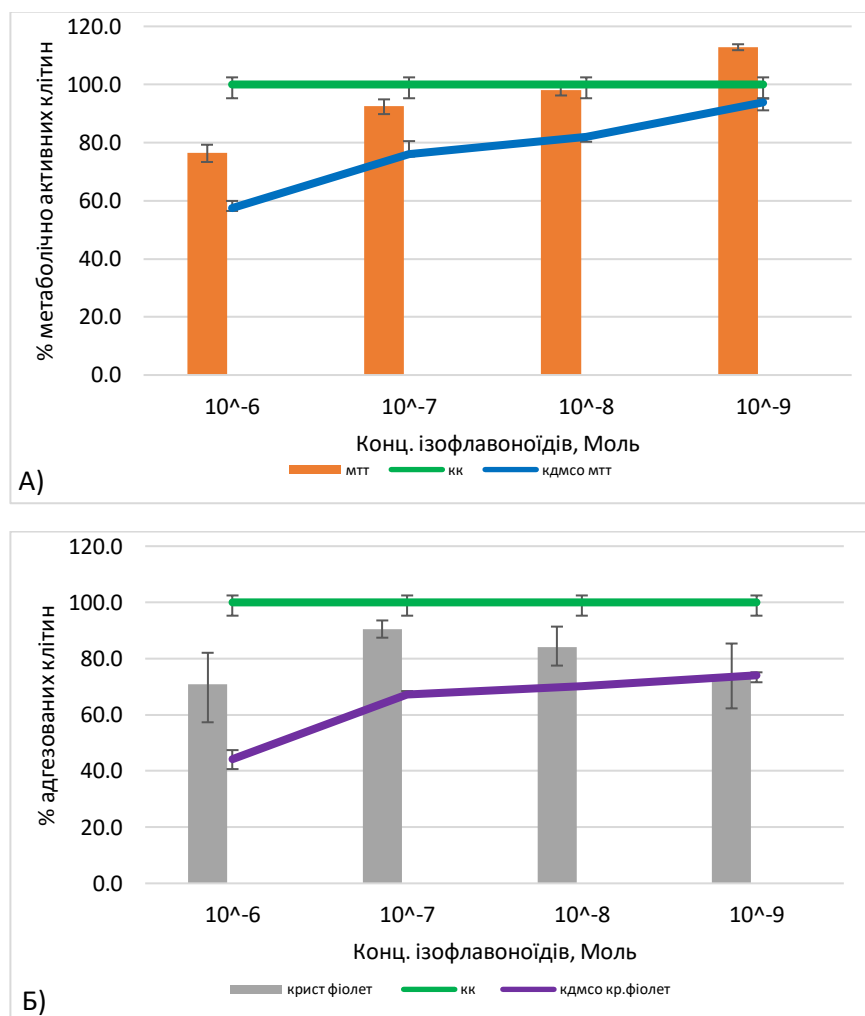 % метаболічно активних клітин
120.0
100.0
80.0
60.0
40.0
20.0
0.0
10^-6 10^-7 10^-8 10^-9
Конц. ізофлавоноїдів, Моль
А)
мтт кк кдмсо мтт
% адгезованих клітин
120.0
100.0
80.0
60.0
40.0
20.0
0.0
10^-6 10^-7 10^-8 10^-9
Конц. ізофлавоноїдів, Моль
Б)
крист фіолет кк кдмсо кр.фіолет